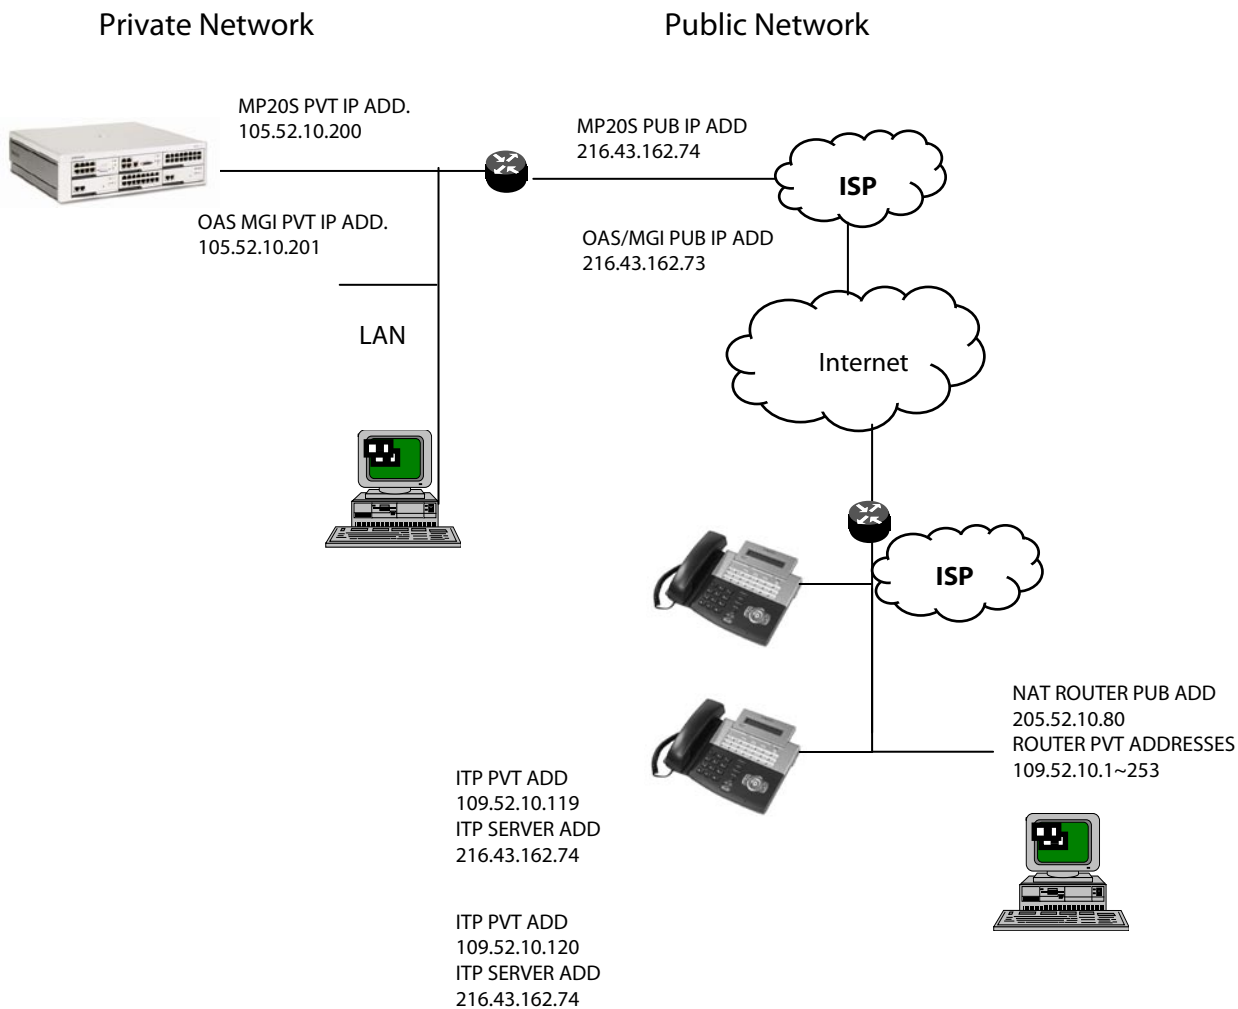 Private Network
Public Network
MP20S PVT IP ADD.
105.52.10.200
MP20S PUB IP ADD
216.43.162.74
ISP
OAS MGI PVT IP ADD.
105.52.10.201
OAS/MGI PUB IP ADD
216.43.162.73
LAN
Internet
ISP
NAT ROUTER PUB ADD
205.52.10.80
ROUTER PVT ADDRESSES
109.52.10.1~253
ITP PVT ADD
109.52.10.119
ITP SERVER ADD
216.43.162.74
ITP PVT ADD
109.52.10.120
ITP SERVER ADD
216.43.162.74